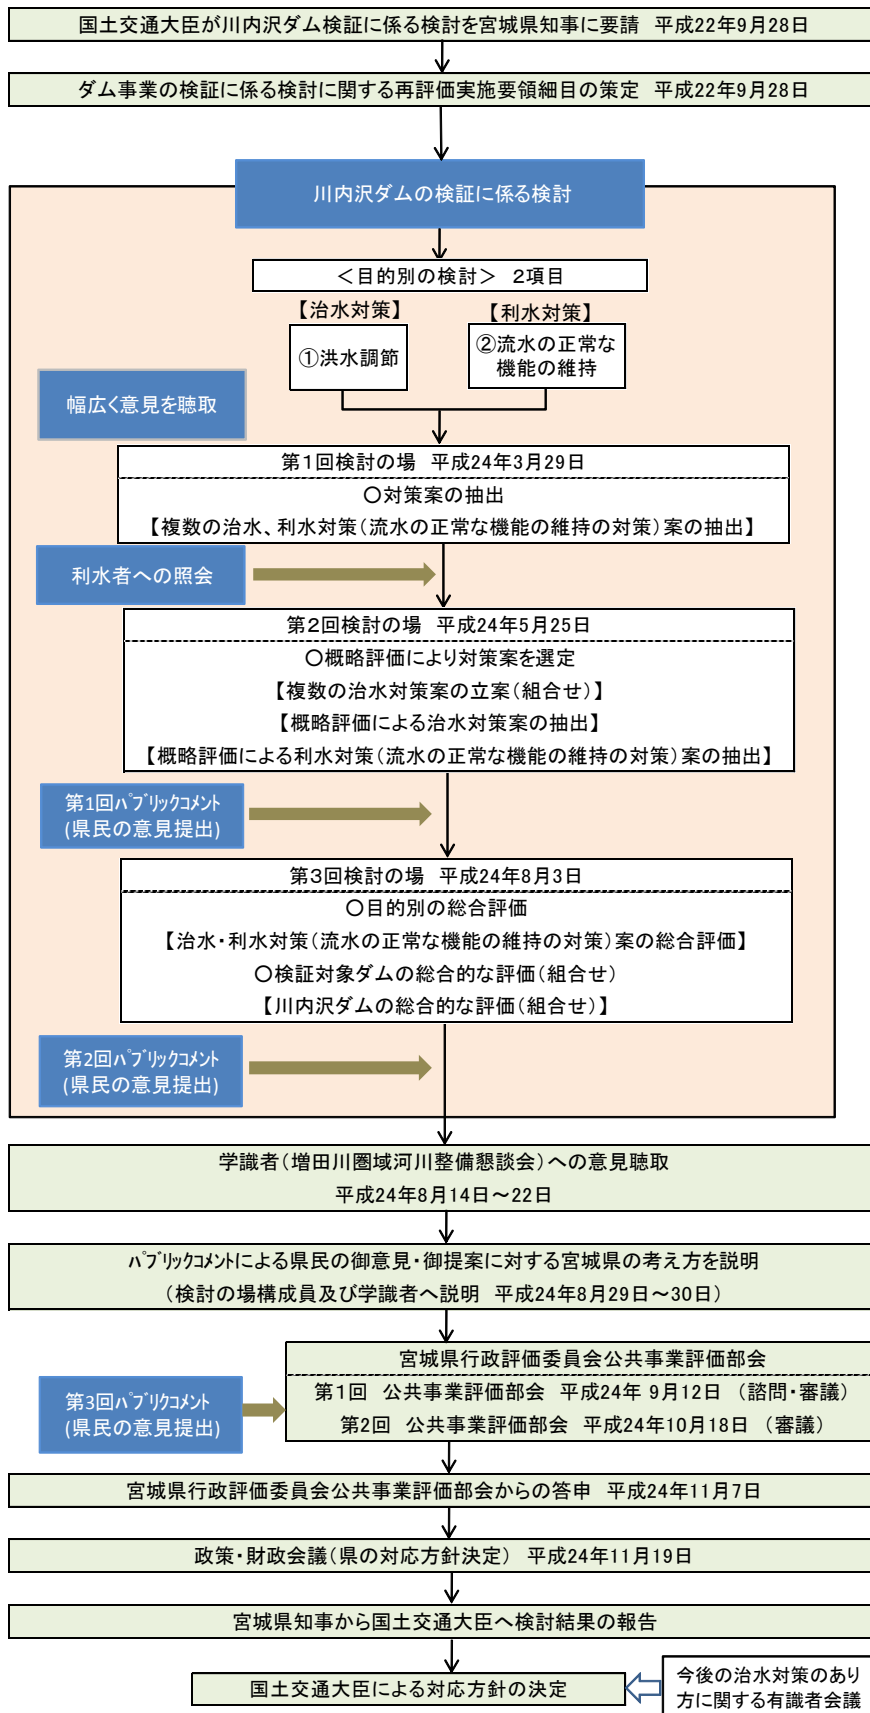 国土交通大臣が川内沢ダム検証に係る検討を宮城県知事に要請　平成22年9月28日
ダム事業の検証に係る検討に関する再評価実施要領細目の策定　平成22年9月28日
川内沢ダムの検証に係る検討
＜目的別の検討＞　2項目
【治水対策】
【利水対策】
①洪水調節
②流水の正常な
機能の維持
幅広く意見を聴取
第1回検討の場　平成24年3月29日
〇対策案の抽出
【複数の治水、利水対策(流水の正常な機能の維持の対策)案の抽出】
利水者への照会
第2回検討の場　平成24年5月25日
〇概略評価により対策案を選定
【複数の治水対策案の立案(組合せ)】
【概略評価による治水対策案の抽出】
【概略評価による利水対策(流水の正常な機能の維持の対策)案の抽出】
第1回ﾊﾟﾌﾞﾘｯｸｺﾒﾝﾄ
(県民の意見提出)
第3回検討の場　平成24年8月3日
〇目的別の総合評価
【治水・利水対策(流水の正常な機能の維持の対策)案の総合評価】
〇検証対象ダムの総合的な評価(組合せ)
【川内沢ダムの総合的な評価(組合せ)】
第2回ﾊﾟﾌﾞﾘｯｸｺﾒﾝﾄ
(県民の意見提出)
学識者(増田川圏域河川整備懇談会)への意見聴取
平成24年8月14日～22日
ﾊﾟﾌﾞﾘｯｸｺﾒﾝﾄによる県民の御意見・御提案に対する宮城県の考え方を説明
(検討の場構成員及び学識者へ説明　平成24年8月29日～30日)
宮城県行政評価委員会公共事業評価部会
第1回　公共事業評価部会　平成24年 9月12日　(諮問・審議)
第2回　公共事業評価部会　平成24年10月18日　(審議)
第3回ﾊﾟﾌﾞﾘｸｺﾒﾝﾄ
(県民の意見提出)
宮城県行政評価委員会公共事業評価部会からの答申　平成24年11月7日
政策・財政会議(県の対応方針決定)　平成24年11月19日
宮城県知事から国土交通大臣へ検討結果の報告
国土交通大臣による対応方針の決定
今後の治水対策のあり
方に関する有識者会議